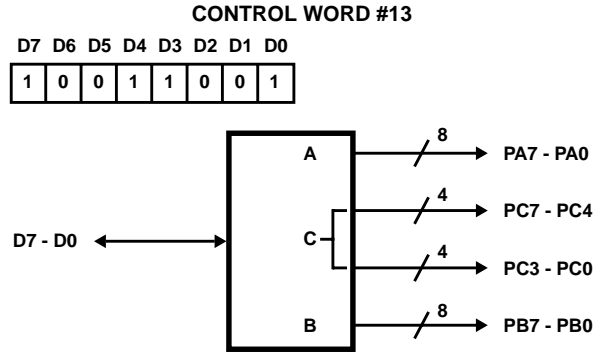 CONTROL WORD #13
D7 D6 D5 D4 D3 D2 D1 D0
1 0 0 1 1 0 0 1
A 8 PA7 - PA0
4 PC7 - PC4
D7 - D0 C
4 PC3 - PC0
B 8 PB7 - PB0